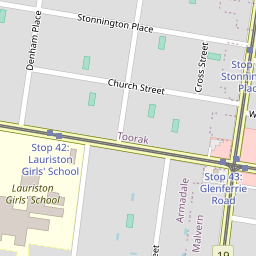 Stonnington Place
Denham Place
Church Street
Cross Street
Stop
Stonnin
Place
W
Toorak
Stop 42:
Lauriston
Girls' School
Lauriston
Girls' School
Stop 43:
Glenferrie
Road
Armadale
Malvern
19